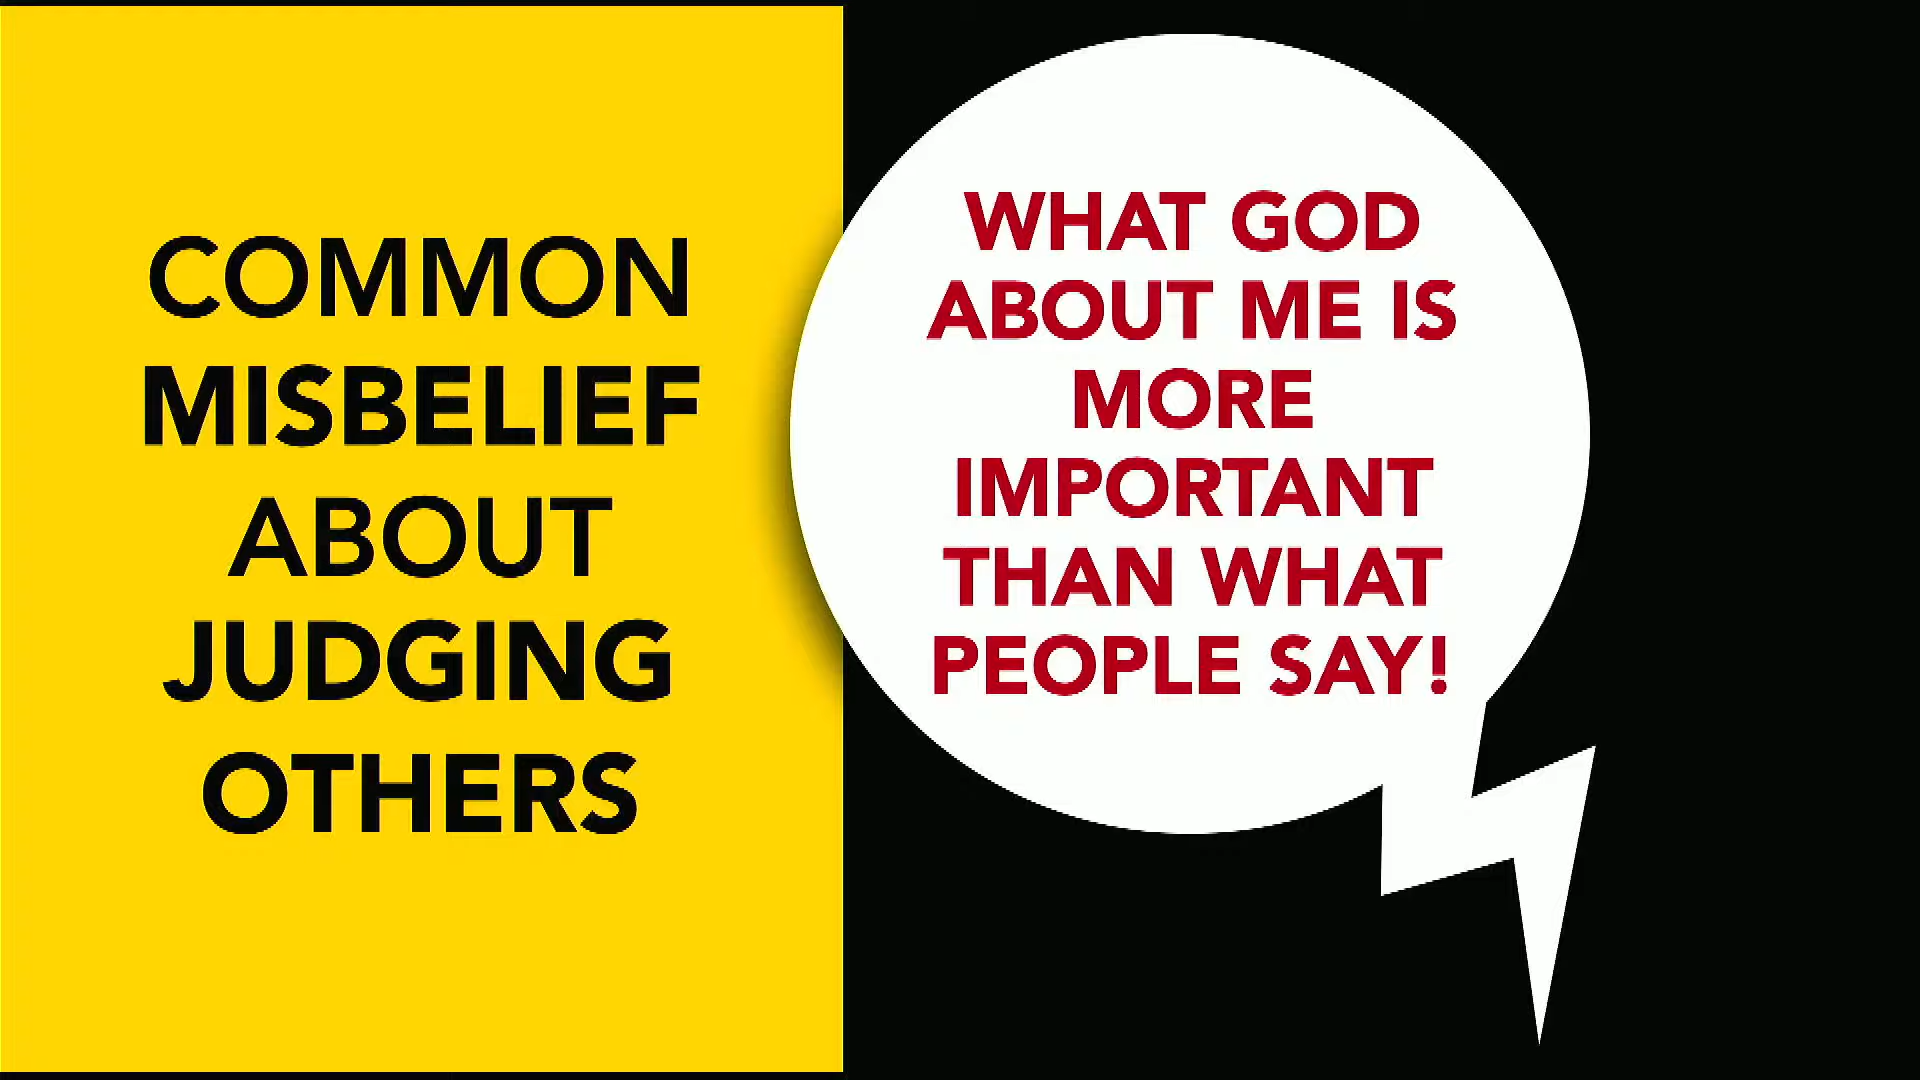 COMMON
MISBELIEF
ABOUT
JUDGING
OTHERS
WHAT GOD
ABOUT ME IS
MORE
IMPORTANT
THAN WHAT
PEOPLE SAY!